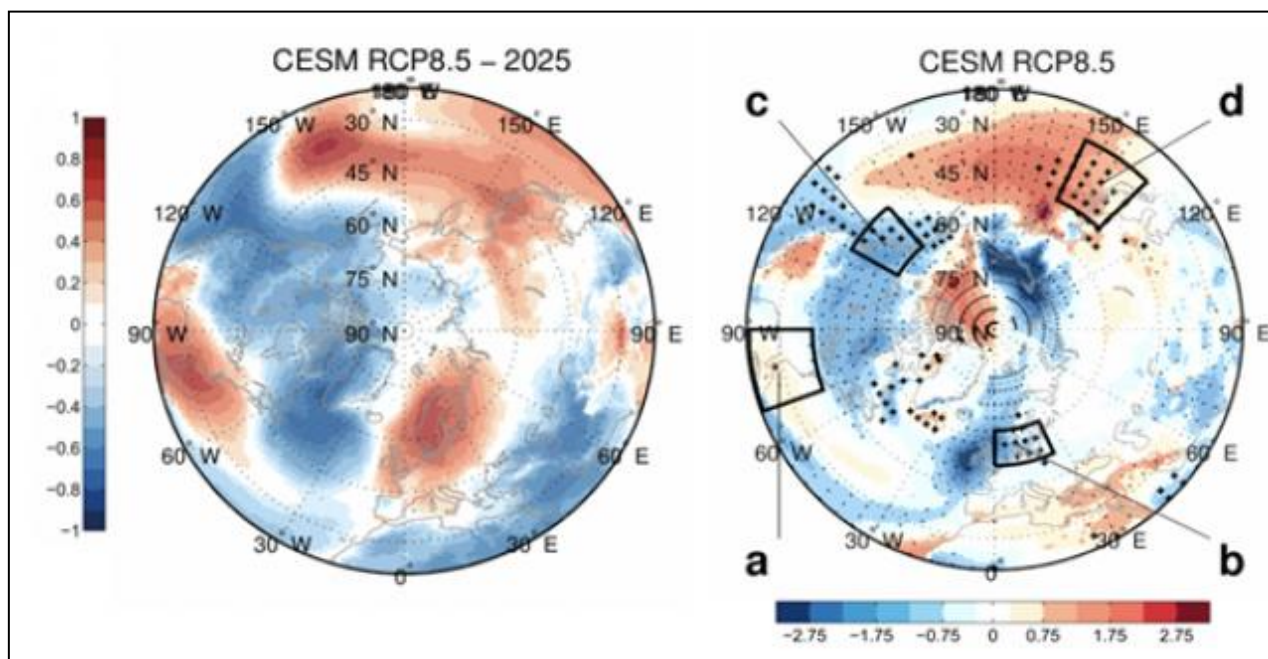 CESM RCP8.5 – 2025
1
0.8
0.6
0.4
0.2
0
−0.2
−0.4
−0.6
−0.8
−1
150° W
30° N
150° E
45° N
120° W
60° N
120° E
75° N
90° W
90° N
90° E
60° W
60° E
30° W
30° E
0°
CESM RCP8.5
c
d
150° W
30° N
150° E
45° N
120° W
60° N
120° E
75° N
90° W
90° N
90° E
60° W
60° E
30° W
30° E
0°
a
b
−2.75 −1.75 −0.75 0 0.75 1.75 2.75